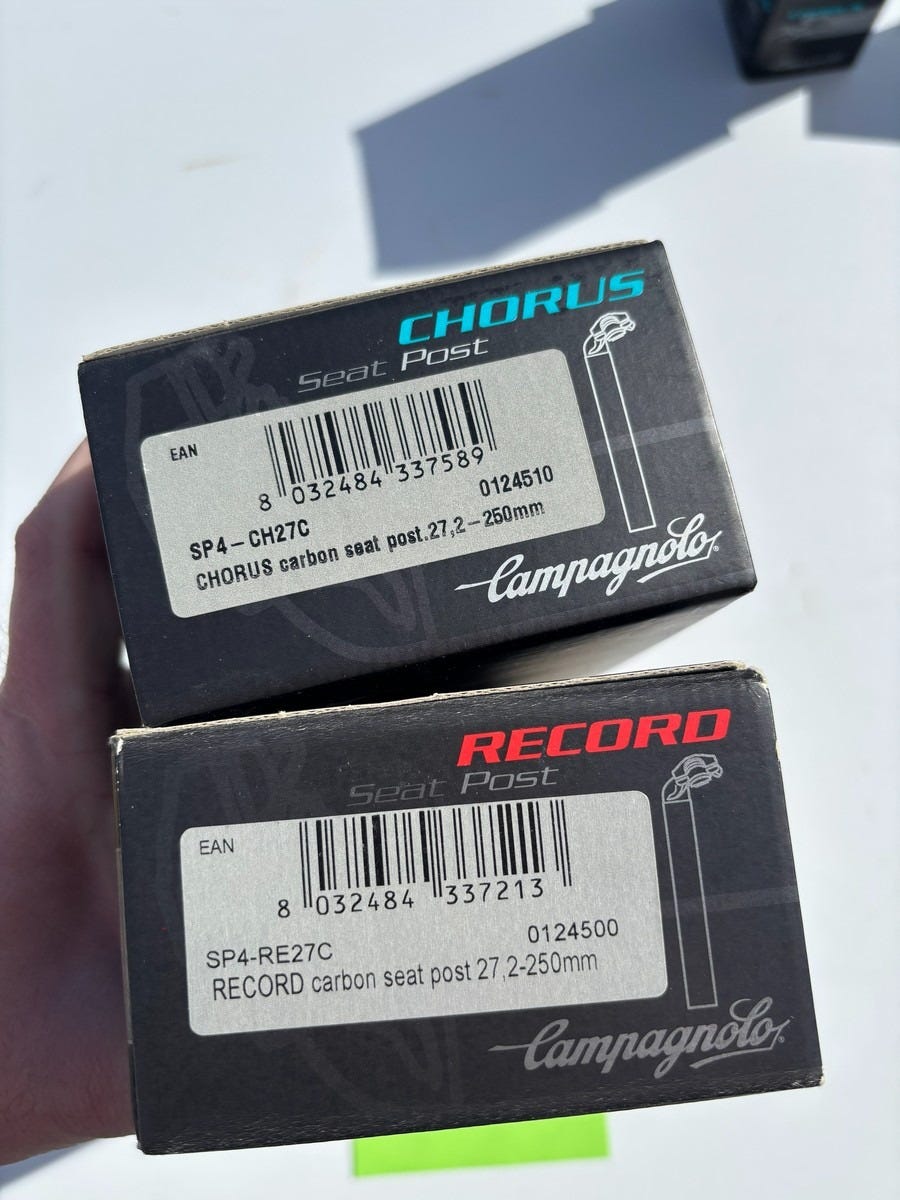 CHORUS
Seat Post
EAN
8 032484 337589
0124510
SP4-CH27C
CHORUS carbon seat post.27,2-250mm
Campagnolo
RECORD
Seat Post
EAN
8 032484 337213
0124500
SP4-RE27C
RECORD carbon seat post 27,2-250mm
Campagnolo